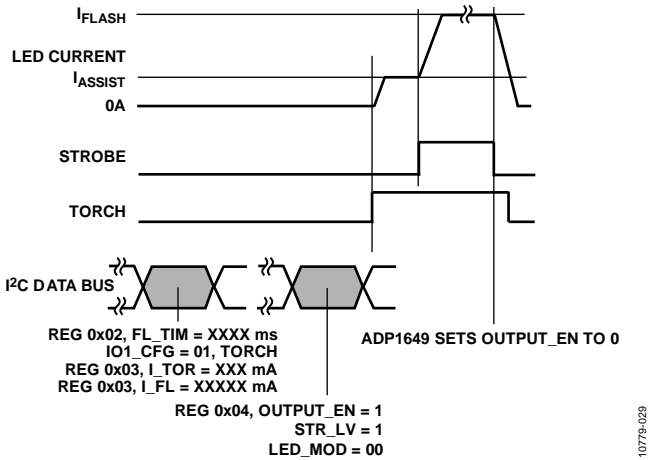 IFLASH
LED CURRENT
IASSIST
0A
STROBE
TORCH
I2C DATA BUS
REG 0x02, FL_TIM = XXXX ms
IO1_CFG = 01, TORCH
REG 0x03, I_TOR = XXX mA
REG 0x03, I_FL = XXXXX mA
ADP1649 SETS OUTPUT_EN TO 0
REG 0x04, OUTPUT_EN = 1
STR_LV = 1
LED_MOD = 00
10779-029